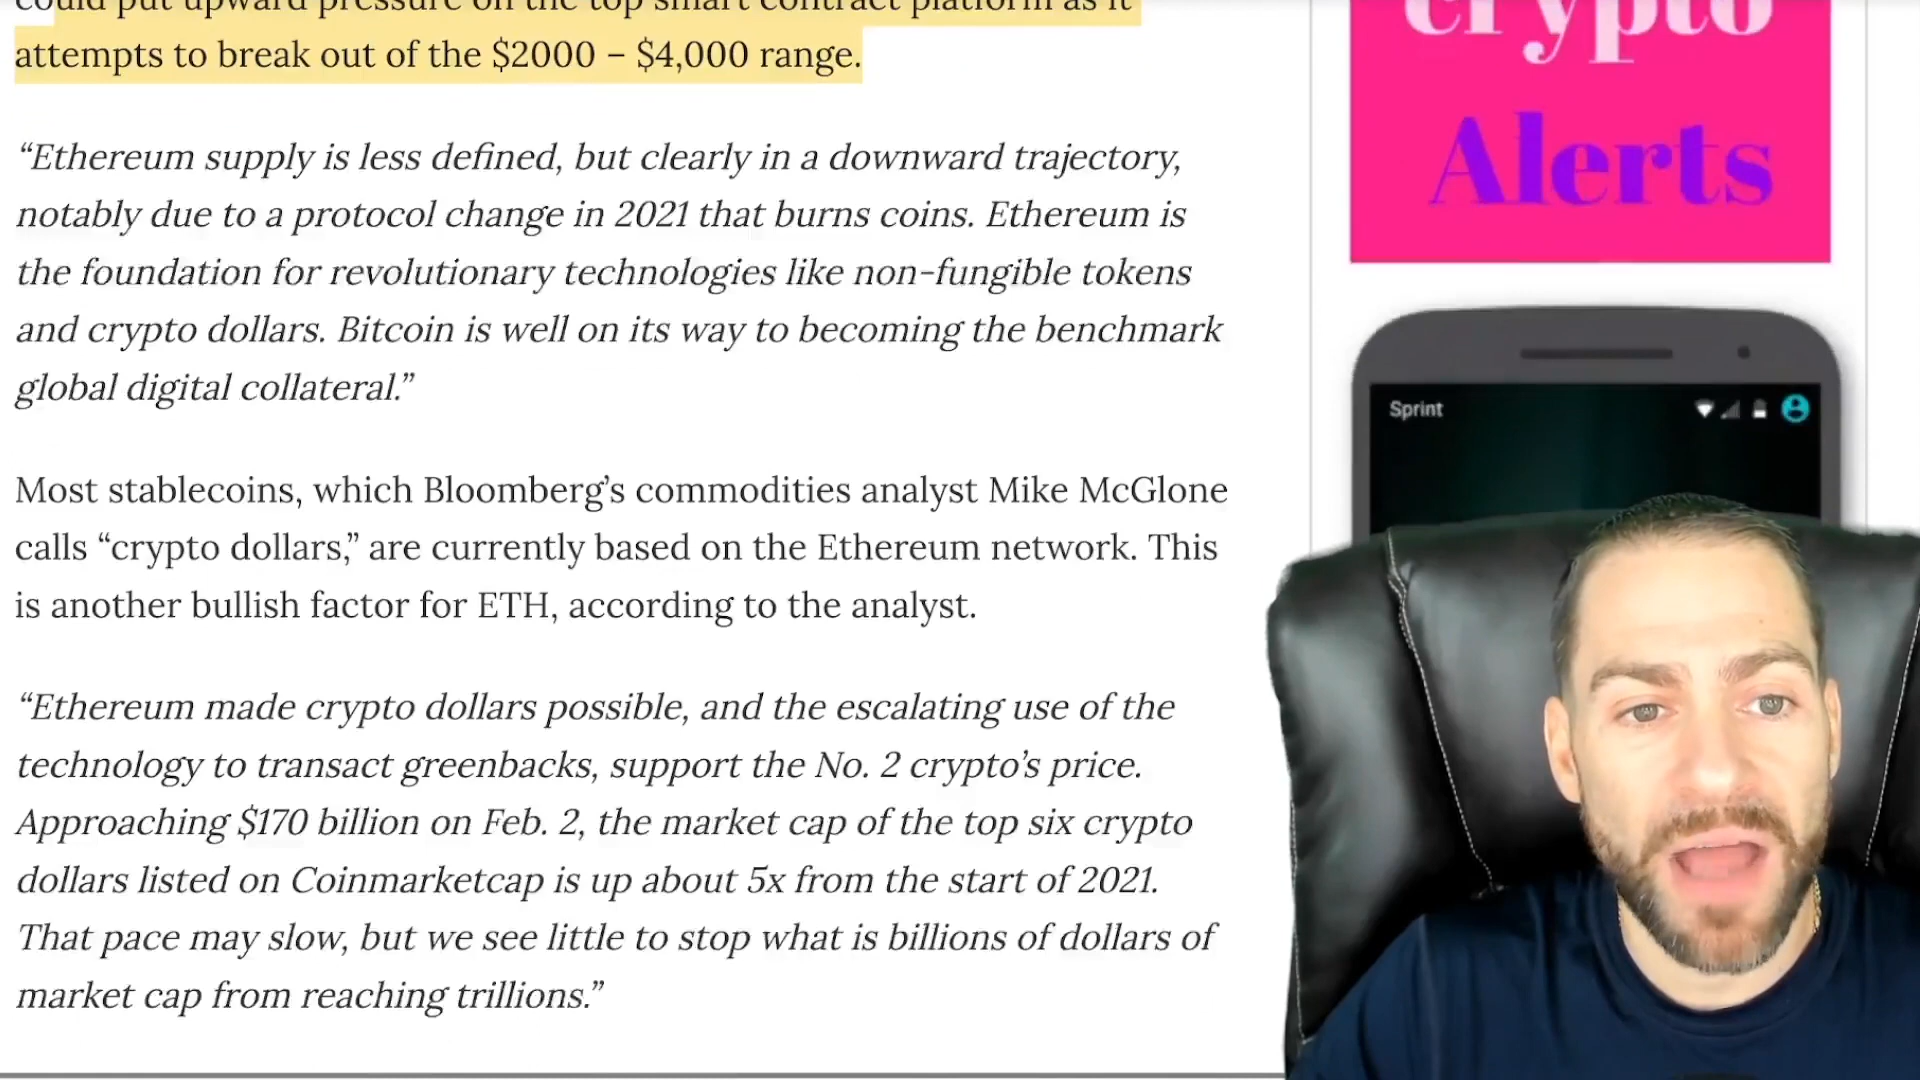 could put upward pressure on the top smart contract platform as it
attempts to break out of the $2000 – $4,000 range.
“Ethereum supply is less defined, but clearly in a downward trajectory,
notably due to a protocol change in 2021 that burns coins. Ethereum is
the foundation for revolutionary technologies like non-fungible tokens
and crypto dollars. Bitcoin is well on its way to becoming the benchmark
global digital collateral.”
Most stablecoins, which Bloomberg’s commodities analyst Mike McGlone
calls “crypto dollars,” are currently based on the Ethereum network. This
is another bullish factor for ETH, according to the analyst.
“Ethereum made crypto dollars possible, and the escalating use of the
technology to transact greenbacks, support the No. 2 crypto’s price.
Approaching $170 billion on Feb. 2, the market cap of the top six crypto
dollars listed on Coinmarketcap is up about 5x from the start of 2021.
That pace may slow, but we see little to stop what is billions of dollars of
market cap from reaching trillions.”
crypto
Alerts
Sprint